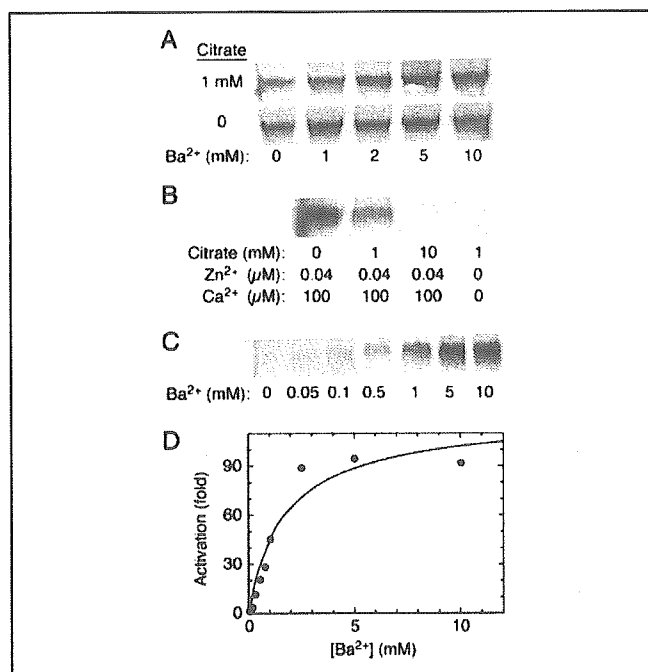 A
Citrate
1 mM
0
Ba²⁺ (mM): 0 1 2 5 10
B
Citrate (mM): 0 1 10 1
Zn²⁺ (µM): 0.04 0.04 0.04 0
Ca²⁺ (µM): 100 100 100 0
C
Ba²⁺ (mM): 0 0.05 0.1 0.5 1 5 10
D
Activation (fold)
90
60
30
0
0 5 10
[Ba²⁺] (mM)